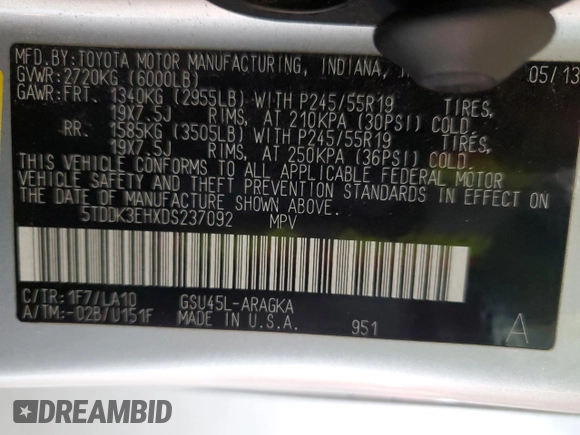 MFD.BY: TOYOTA MOTOR MANUFACTURING, INDIANA,
05/13
GVWR: 2720KG (6000LB)
GAWR: FRT. 1340KG (2955LB) WITH P245/55R19 TIRES,
19X7.5J RIMS, AT 210KPA (30PSI) COLD.
RR. 1585KG (3505LB) WITH P245/55R19 TIRES,
19X7.5J RIMS, AT 250KPA (36PSI) COLD.
THIS VEHICLE CONFORMS TO ALL APPLICABLE FEDERAL MOTOR
VEHICLE SAFETY AND THEFT PREVENTION STANDARDS IN EFFECT ON
THE DATE OF MANUFACTURE SHOWN ABOVE.
5TDDK3EHXDS237092 MPV
C/TR: 1F7/LA10 GSU45L-ARAGKA
A/TM: -02B/U151F MADE IN U.S.A. 951 A
DREAMBID